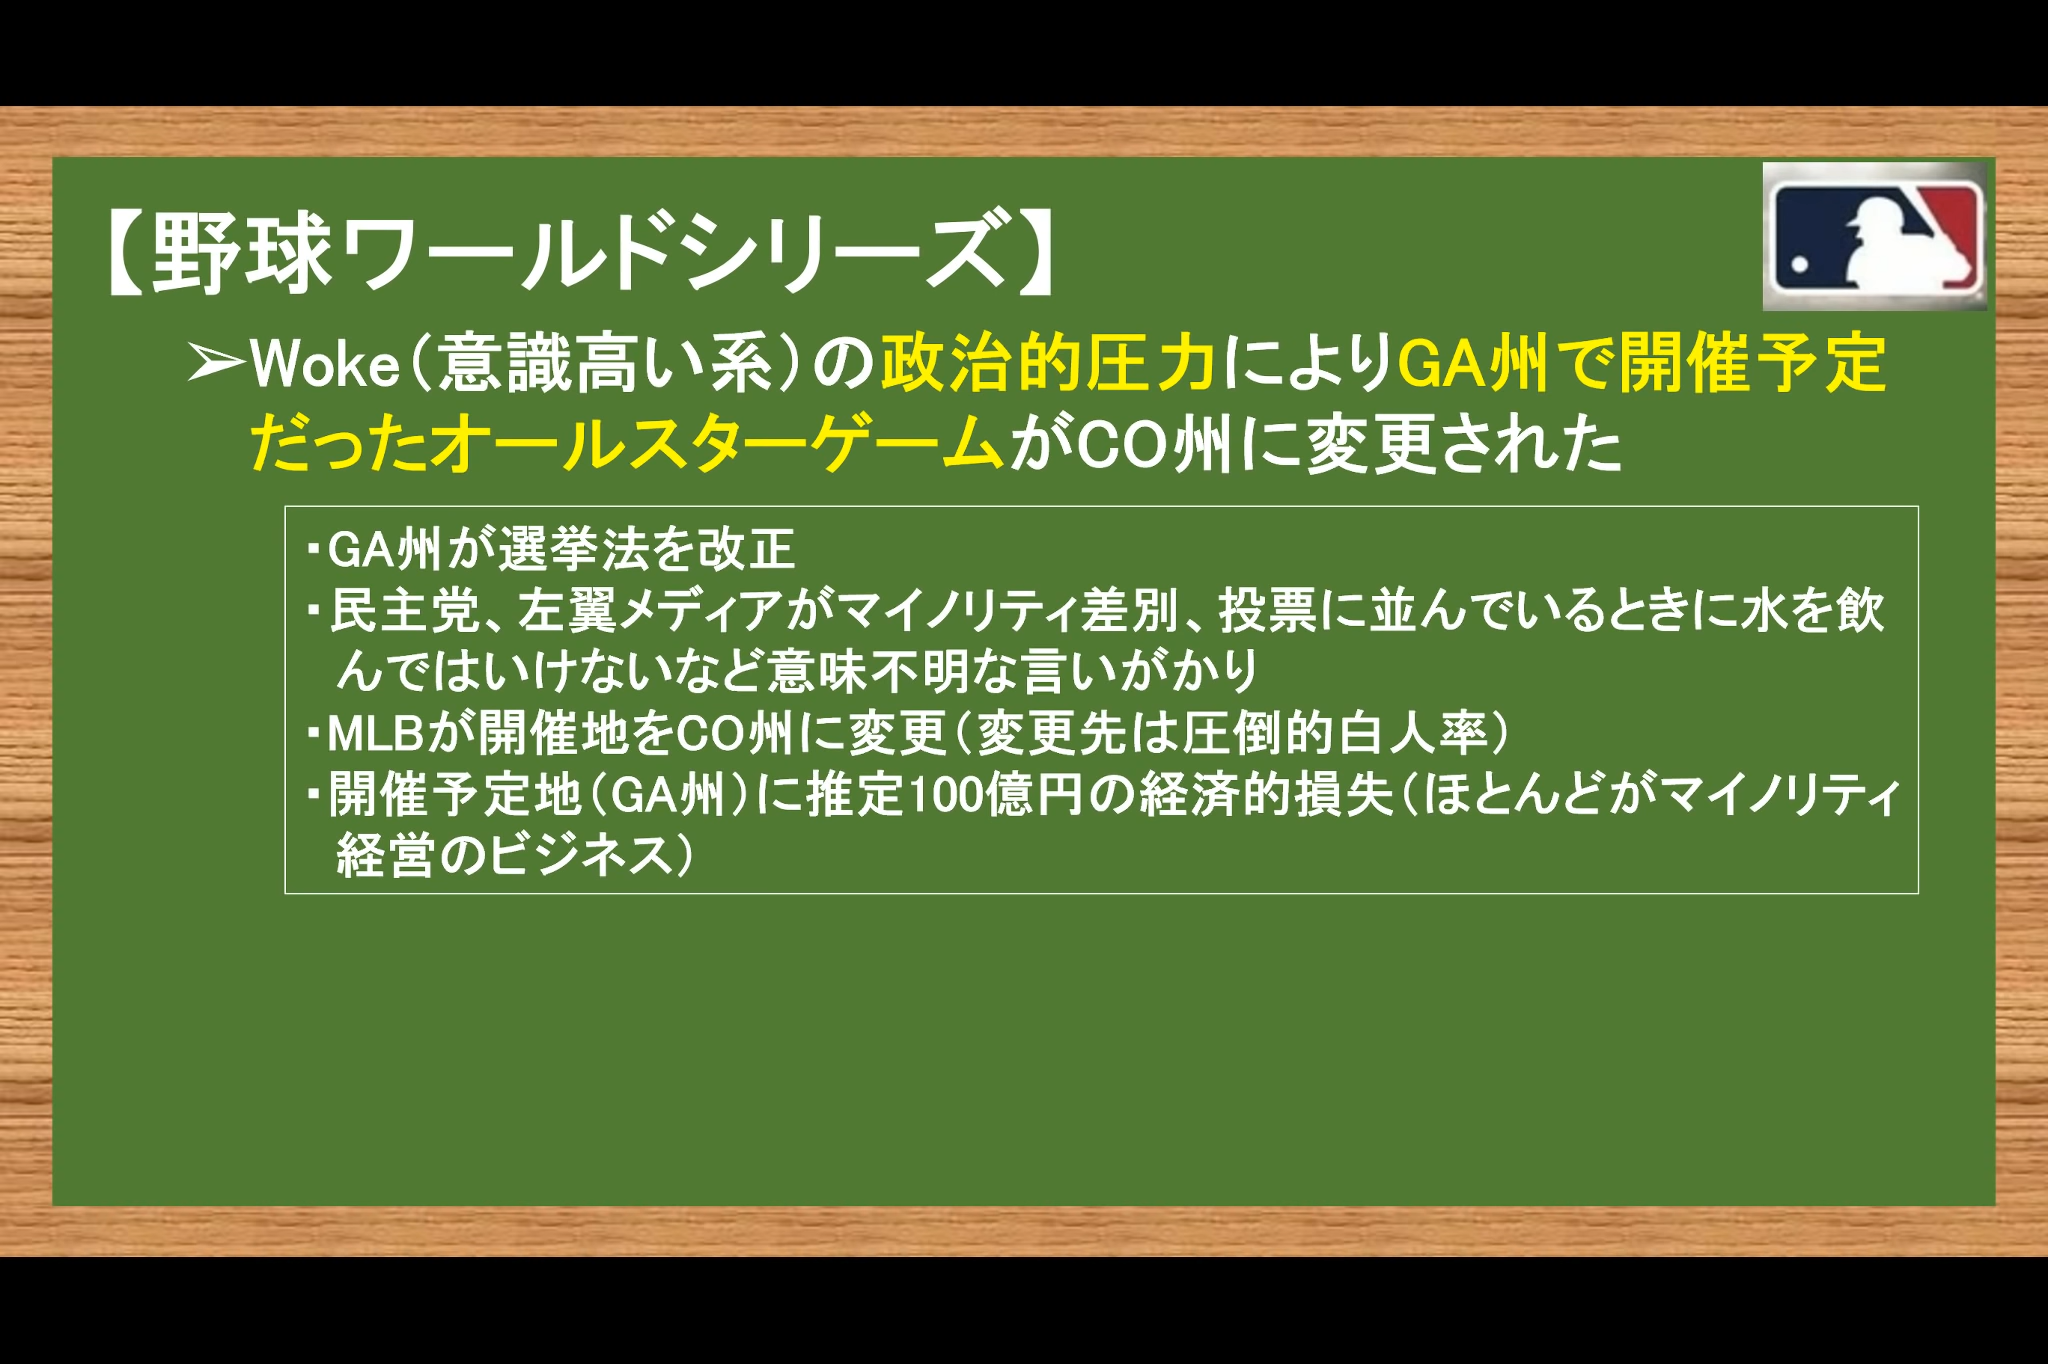 【野球ワールドシリーズ】
➢Woke（意識高い系）の政治的圧力によりGA州で開催予定
だったオールスターゲームがCO州に変更された
・GA州が選挙法を改正
・民主党、左翼メディアがマイノリティ差別、投票に並んでいるときに水を飲
んではいけないなど意味不明な言いがかり
・MLBが開催地をCO州に変更（変更先は圧倒的白人率）
・開催予定地（GA州）に推定100億円の経済的損失（ほとんどがマイノリティ
経営のビジネス）